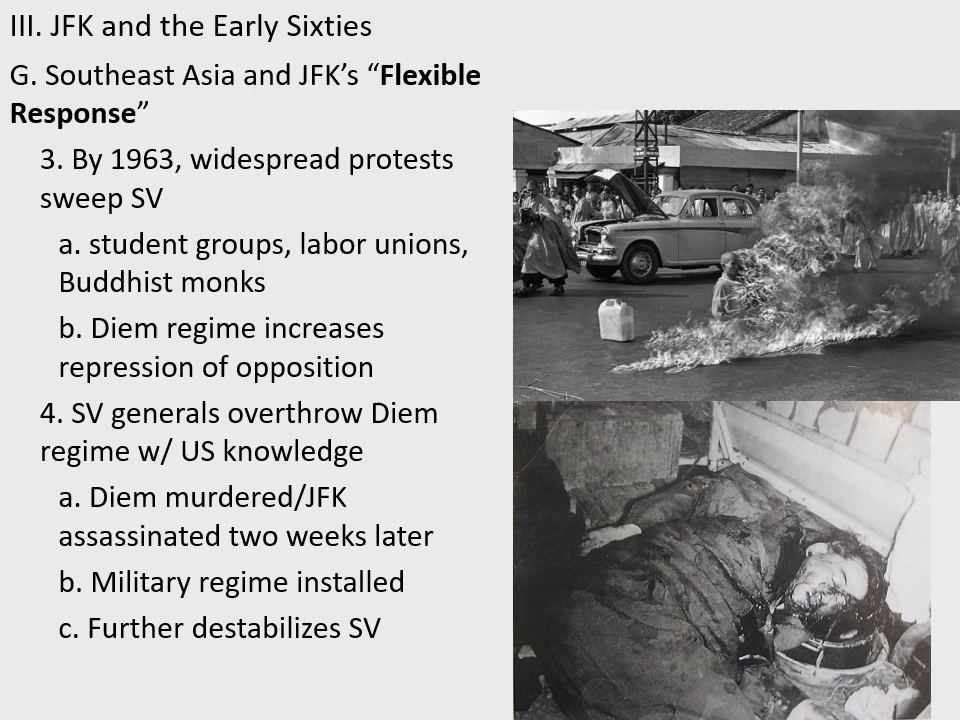 III. JFK and the Early Sixties
G. Southeast Asia and JFK’s “Flexible
Response”
3. By 1963, widespread protests
sweep SV
a. student groups, labor unions,
Buddhist monks
b. Diem regime increases
repression of opposition
4. SV generals overthrow Diem
regime w/ US knowledge
a. Diem murdered/JFK
assassinated two weeks later
b. Military regime installed
c. Further destabilizes SV